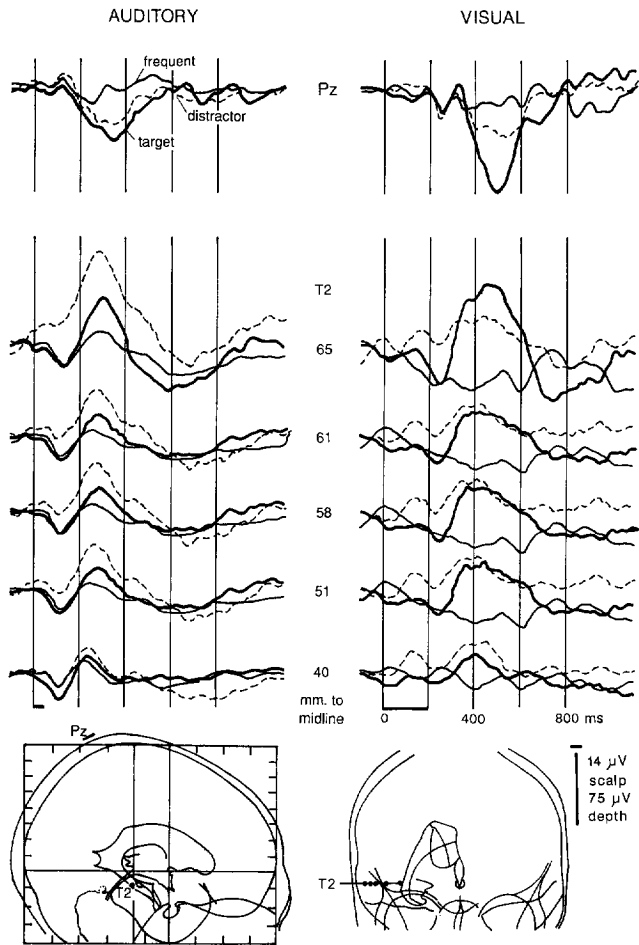 AUDITORY VISUAL
frequent
Pz
distractor
target
T2
65
61
58
51
40
mm. to
midline
0 400 800 ms
Pz
14 µV
scalp
75 µV
depth
T2
T2